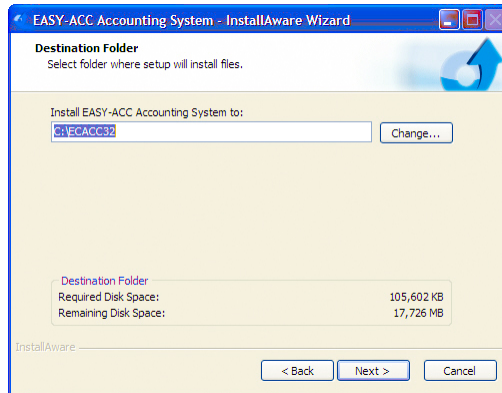 EASY-ACC Accounting System - InstallAware Wizard
Destination Folder
Select folder where setup will install files.
Install EASY-ACC Accounting System to:
C:\ECACC32
Change...
Destination Folder
Required Disk Space: 105,602 KB
Remaining Disk Space: 17,726 MB
InstallAware
< Back Next > Cancel